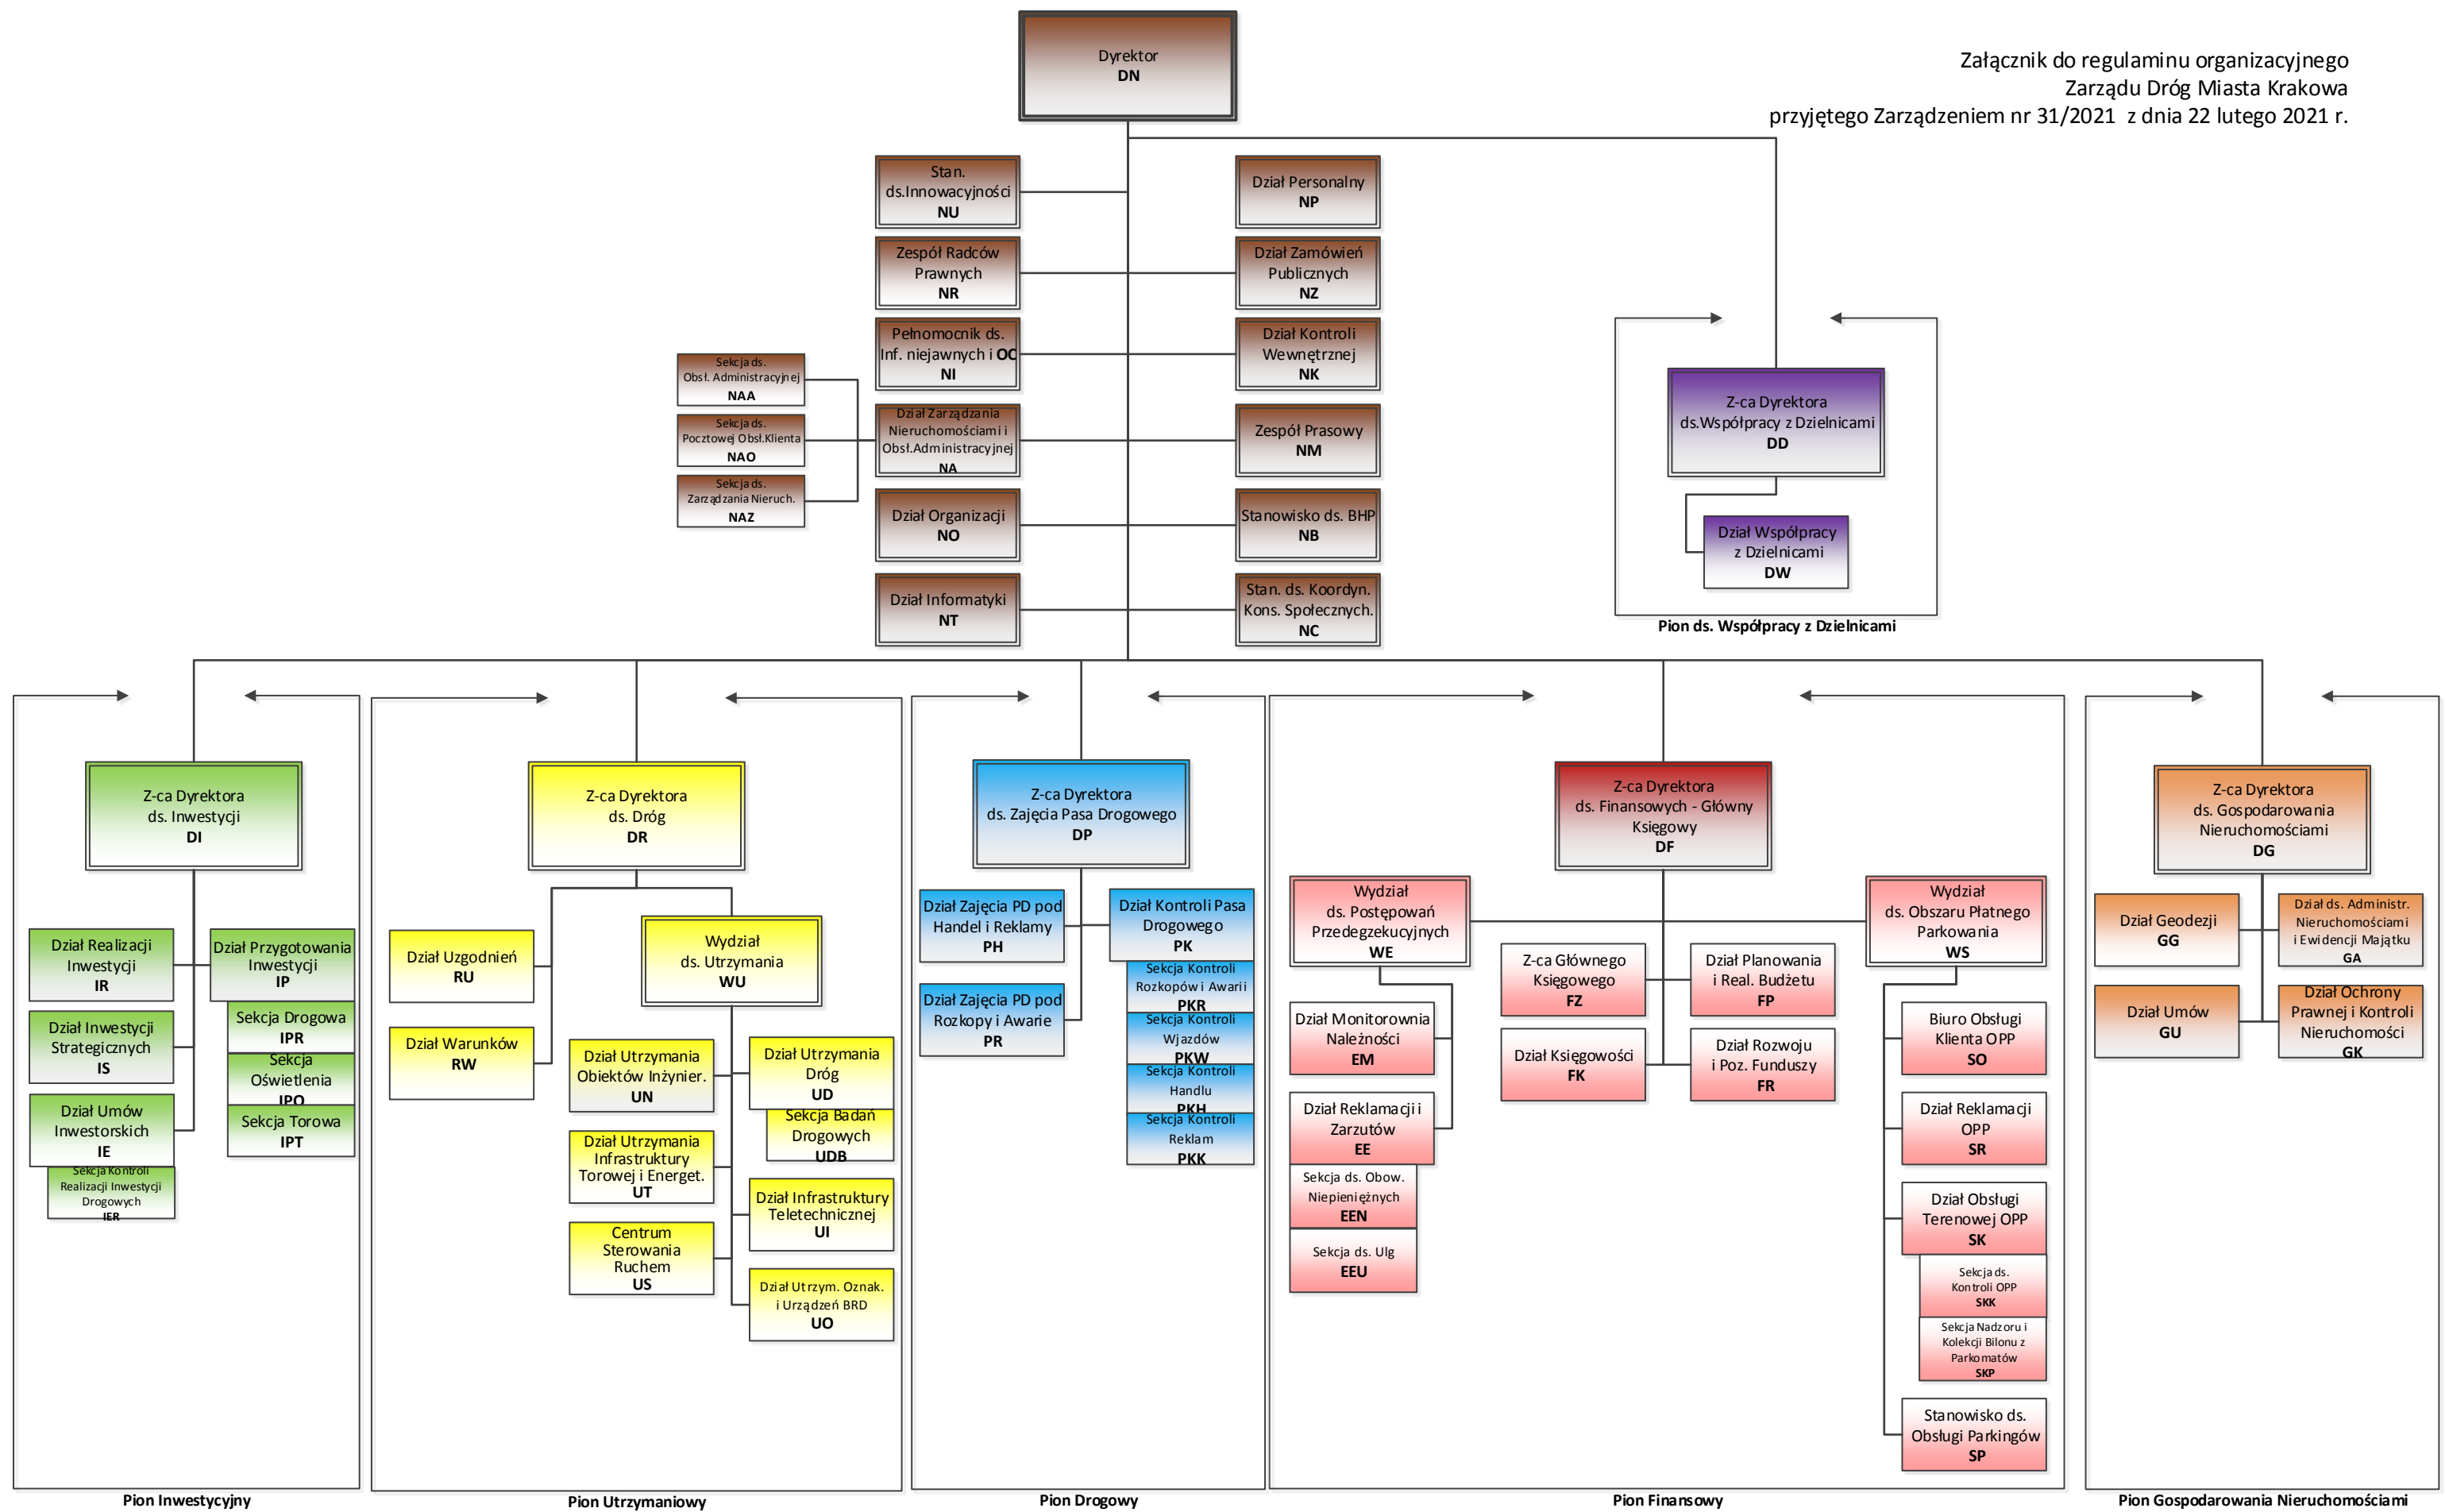 Dyrektor
DN
Załącznik do regulaminu organizacyjnego
Zarządu Dróg Miasta Krakowa
przyjętego Zarządzeniem nr 31/2021 z dnia 22 lutego 2021 r.
Stan.
ds.Innowacyjności
NU
Dział Personalny
NP
Zespół Radców
Prawnych
NR
Dział Zamówień
Publicznych
NZ
Pełnomocnik ds.
Inf. niejawnych i OC
NI
Dział Kontroli
Wewnętrznej
NK
Sekcja ds.
Obsł. Administracyjnej
NAA
Sekcja ds.
Pocztowej Obsł.Klienta
NAO
Sekcja ds.
Zarządzania Nieruch.
NAZ
Dział Zarządzania
Nieruchomościami i
Obsł.Administracyjnej
NA
Zespół Prasowy
NM
Dział Organizacji
NO
Stanowisko ds. BHP
NB
Dział Informatyki
NT
Stan. ds. Koordyn.
Kons. Społecznych.
NC
Z-ca Dyrektora
ds.Współpracy z Dzielnicami
DD
Dział Współpracy
z Dzielnicami
DW
Pion ds. Współpracy z Dzielnicami
Z-ca Dyrektora
ds. Inwestycji
DI
Dział Realizacji
Inwestycji
IR
Dział Przygotowania
Inwestycji
IP
Sekcja Drogowa
IPR
Sekcja
Oświetlenia
IPO
Sekcja Torowa
IPT
Dział Inwestycji
Strategicznych
IS
Dział Umów
Inwestorskich
IE
Sekcja Kontroli
Realizacji Inwestycji
Drogowych
IER
Pion Inwestycyjny
Z-ca Dyrektora
ds. Dróg
DR
Dział Uzgodnień
RU
Dział Warunków
RW
Wydział
ds. Utrzymania
WU
Dział Utrzymania
Obiektów Inżynier.
UN
Dział Utrzymania
Dróg
UD
Sekcja Badań
Drogowych
UDB
Dział Utrzymania
Infrastruktury
Torowej i Energet.
UT
Dział Infrastruktury
Teletechnicznej
UI
Centrum
Sterowania
Ruchem
US
Dział Utrzym. Oznak.
i Urządzeń BRD
UO
Pion Utrzymaniowy
Z-ca Dyrektora
ds. Zajęcia Pasa Drogowego
DP
Dział Zajęcia PD pod
Handel i Reklamy
PH
Dział Zajęcia PD pod
Rozkopy i Awarie
PR
Dział Kontroli Pasa
Drogowego
PK
Sekcja Kontroli
Rozkopów i Awarii
PKR
Sekcja Kontroli
Wjazdów
PKW
Sekcja Kontroli
Handlu
PKH
Sekcja Kontroli
Reklam
PKK
Pion Drogowy
Z-ca Dyrektora
ds. Finansowych - Główny
Księgowy
DF
Wydział
ds. Postępowań
Przedegzekucyjnych
WE
Dział Monitorownia
Należności
EM
Dział Reklamacji i
Zarzutów
EE
Sekcja ds. Obow.
Niepieniężnych
EEN
Sekcja ds. Ulg
EEU
Z-ca Głównego
Księgowego
FZ
Dział Planowania
i Real. Budżetu
FP
Dział Księgowości
FK
Dział Rozwoju
i Poz. Funduszy
FR
Wydział
ds. Obszaru Płatnego
Parkowania
WS
Biuro Obsługi
Klienta OPP
SO
Dział Reklamacji
OPP
SR
Dział Obsługi
Terenowej OPP
SK
Sekcja ds.
Kontroli OPP
SKK
Sekcja Nadzoru i
Kolekcji Bilonu z
Parkomatów
SKP
Stanowisko ds.
Obsługi Parkingów
SP
Pion Finansowy
Z-ca Dyrektora
ds. Gospodarowania
Nieruchomościami
DG
Dział Geodezji
GG
Dział ds. Administr.
Nieruchomościami
i Ewidencji Majątku
GA
Dział Umów
GU
Dział Ochrony
Prawnej i Kontroli
Nieruchomości
GK
Pion Gospodarowania Nieruchomościami